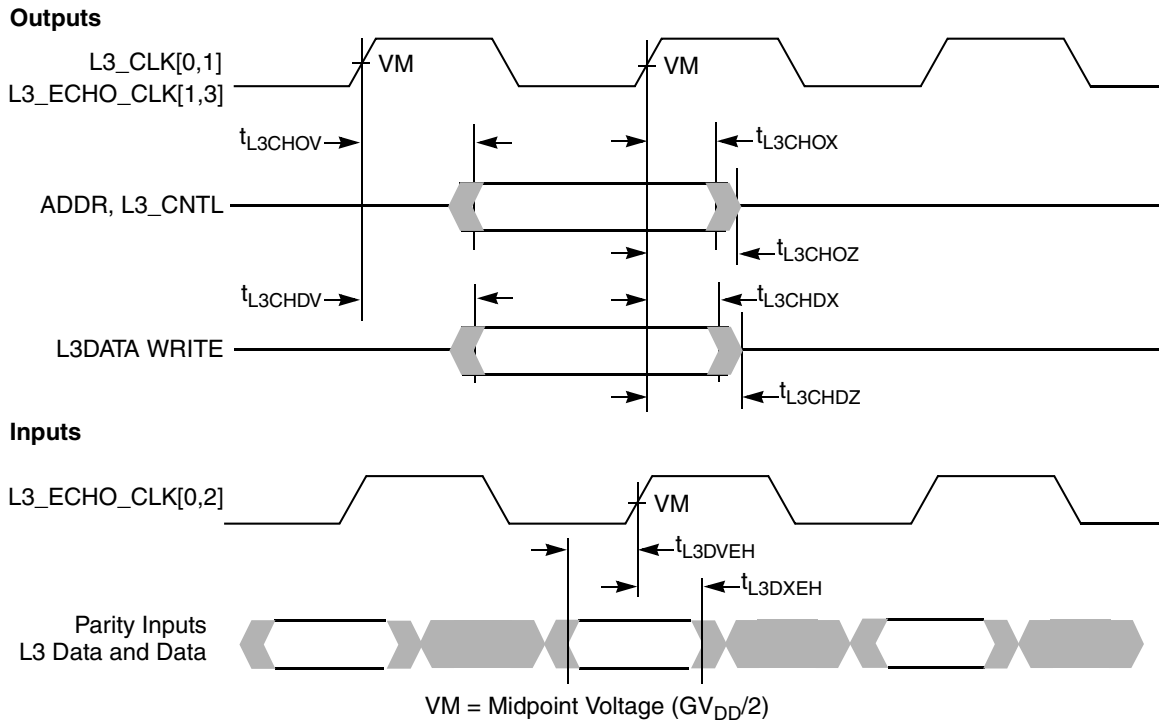 Outputs
L3_CLK[0,1]
VM
VM
L3_ECHO_CLK[1,3]
tL3CHOV
tL3CHOX
ADDR, L3_CNTL
tL3CHOZ
tL3CHDV
tL3CHDX
L3DATA WRITE
tL3CHDZ
Inputs
L3_ECHO_CLK[0,2]
VM
tL3DVEH
tL3DXEH
Parity Inputs
L3 Data and Data
VM = Midpoint Voltage (GVDD/2)